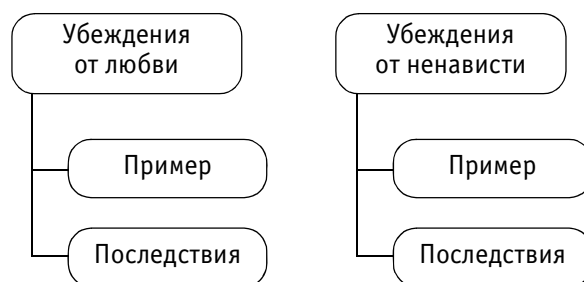 Убеждения
от любви
Пример
Последствия
Убеждения
от ненависти
Пример
Последствия